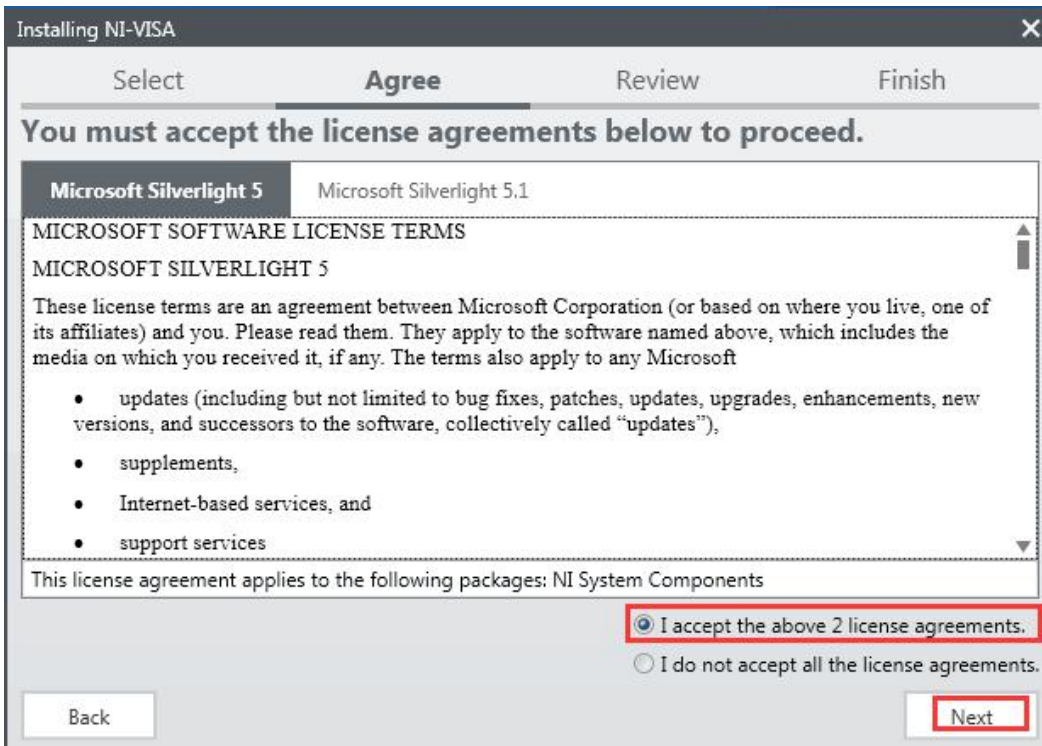 Installing NI-VISA
Select Agree Review Finish
You must accept the license agreements below to proceed.
Microsoft Silverlight 5 Microsoft Silverlight 5.1
MICROSOFT SOFTWARE LICENSE TERMS
MICROSOFT SILVERLIGHT 5
These license terms are an agreement between Microsoft Corporation (or based on where you live, one of
its affiliates) and you. Please read them. They apply to the software named above, which includes the
media on which you received it, if any. The terms also apply to any Microsoft
• updates (including but not limited to bug fixes, patches, updates, upgrades, enhancements, new
versions, and successors to the software, collectively called “updates”),
• supplements,
• Internet-based services, and
• support services
This license agreement applies to the following packages: NI System Components
I accept the above 2 license agreements.
I do not accept all the license agreements.
Back Next